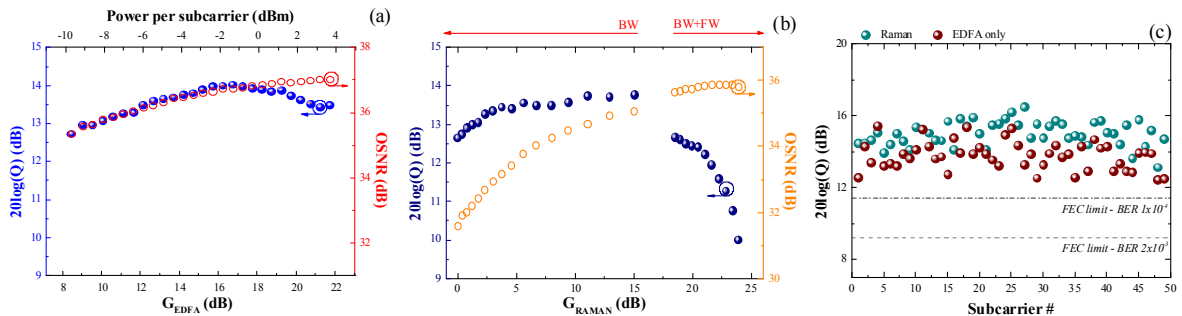 Power per subcarrier (dBm)
(a)
-10 -8 -6 -4 -2 0 2 4
15 14 13 12 11 10 9
20log(Q) (dB)
38 36 34 32
OSNR (dB)
8 10 12 14 16 18 20 22
G_EDFA (dB)
BW
BW+FW
(b)
15 14 13 12 11 10 9
20log(Q) (dB)
38 36 34 32 30
OSNR (dB)
0 5 10 15 20 25
G_RAMAN (dB)
Raman
EDFA only
(c)
20 18 16 14 12 10 8
20log(Q) (dB)
FEC limit - BER 1x10⁻⁴
FEC limit - BER 2x10⁻³
0 5 10 15 20 25 30 35 40 45 50
Subcarrier #